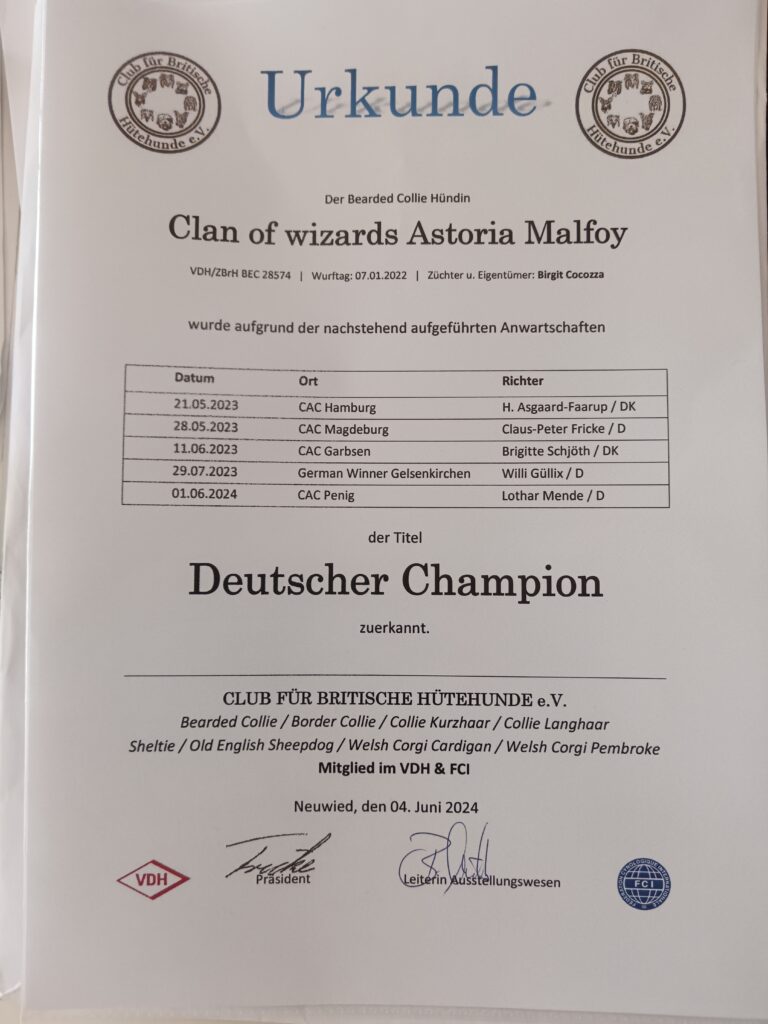 Club für Britische Hütehunde e.V.
Urkunde
Club für Britische Hütehunde e.V.
Der Bearded Collie Hündin
Clan of wizards Astoria Malfoy
VDH/ZBrH BEC 28574 | Wurftag: 07.01.2022 | Züchter u. Eigentümer: Birgit Cocozza
wurde aufgrund der nachstehend aufgeführten Anwartschaften
Datum Ort Richter
21.05.2023 CAC Hamburg H. Asgaard-Faarup / DK
28.05.2023 CAC Magdeburg Claus-Peter Fricke / D
11.06.2023 CAC Garbsen Brigitte Schjöth / DK
29.07.2023 German Winner Gelsenkirchen Willi Güllix / D
01.06.2024 CAC Penig Lothar Mende / D
der Titel
Deutscher Champion
zuerkannt.
CLUB FÜR BRITISCHE HÜTEHUNDE e.V.
Bearded Collie / Border Collie / Collie Kurzhaar / Collie Langhaar
Sheltie / Old English Sheepdog / Welsh Corgi Cardigan / Welsh Corgi Pembroke
Mitglied im VDH & FCI
Neuwied, den 04. Juni 2024
VDH
Präsident
Leiterin Ausstellungswesen
FCI